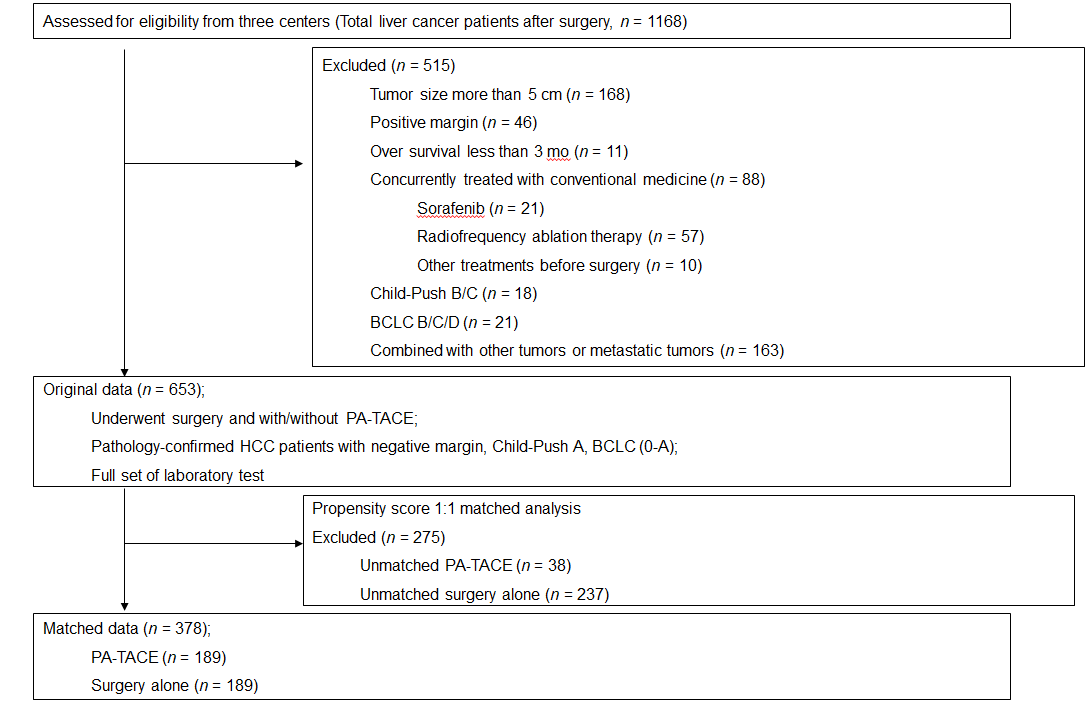 Assessed for eligibility from three centers (Total liver cancer patients after surgery, n = 1168)
Excluded (n = 515)
Tumor size more than 5 cm (n = 168)
Positive margin (n = 46)
Over survival less than 3 mo (n = 11)
Concurrently treated with conventional medicine (n = 88)
Sorafenib (n = 21)
Radiofrequency ablation therapy (n = 57)
Other treatments before surgery (n = 10)
Child-Push B/C (n = 18)
BCLC B/C/D (n = 21)
Combined with other tumors or metastatic tumors (n = 163)
Original data (n = 653);
Underwent surgery and with/without PA-TACE;
Pathology-confirmed HCC patients with negative margin, Child-Push A, BCLC (0-A);
Full set of laboratory test
Propensity score 1:1 matched analysis
Excluded (n = 275)
Unmatched PA-TACE (n = 38)
Unmatched surgery alone (n = 237)
Matched data (n = 378);
PA-TACE (n = 189)
Surgery alone (n = 189)